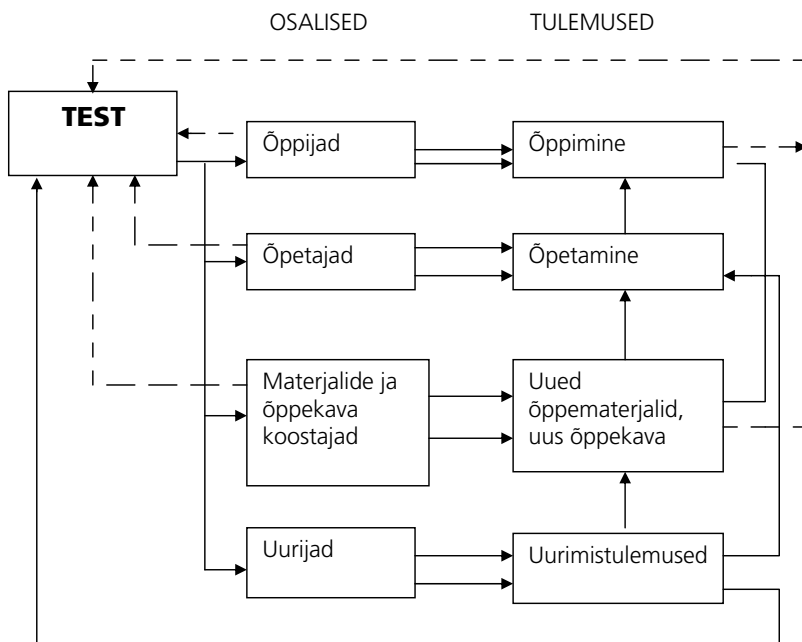 OSALISED TULEMUSED
TEST
Õppijad
Õppimine
Õpetajad
Õpetamine
Materjalide ja
õppekava
koostajad
Uued
õppematerjalid,
uus õppekava
Uurijad
Uurimistulemused